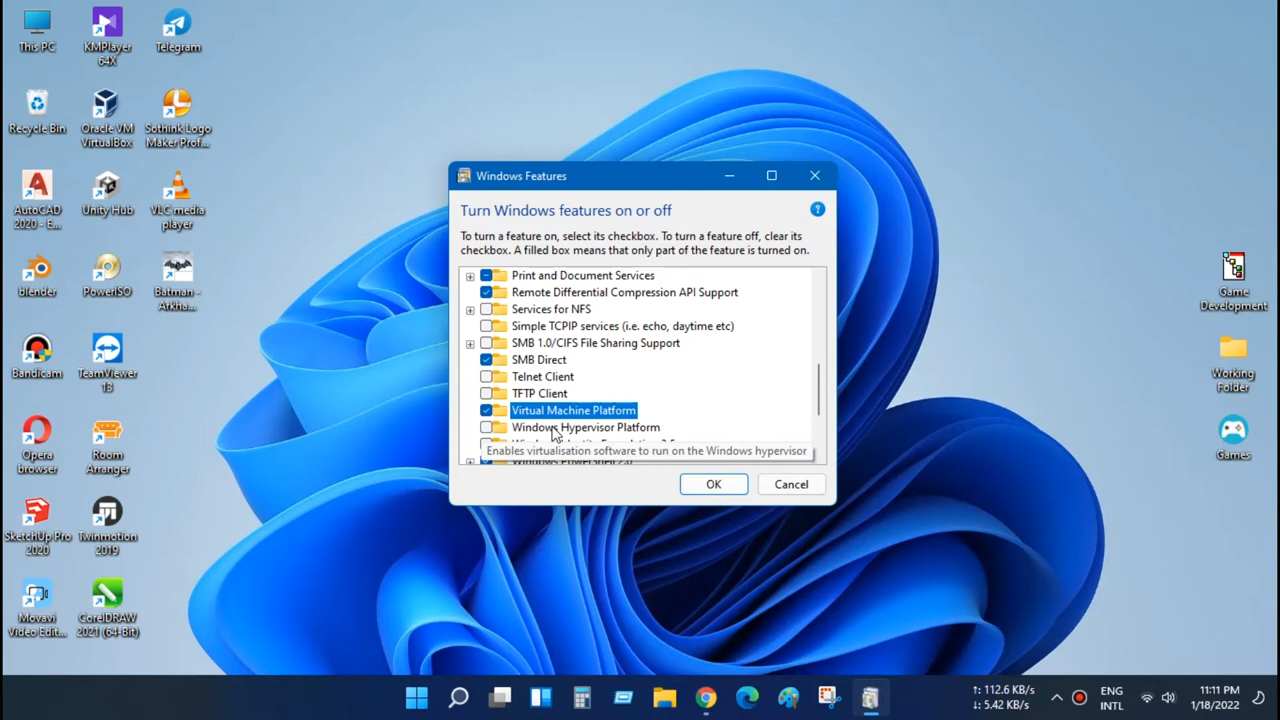 This PC
KMPlayer
64X
Telegram
Recycle Bin
Oracle VM
VirtualBox
Sothink Logo
Maker Prof...
AutoCAD
2020 - E...
Unity Hub
VLC media
player
blender
PowerISO
Batman -
Arkha...
Bandicam
TeamViewer
13
Opera
browser
Room
Arranger
SketchUp Pro
2020
Twinmotion
2019
Movavi
Video Edit...
CorelDRAW
2021 (64-Bit)
Windows Features
Turn Windows features on or off
To turn a feature on, select its checkbox. To turn a feature off, clear its
checkbox. A filled box means that only part of the feature is turned on.
Print and Document Services
Remote Differential Compression API Support
Services for NFS
Simple TCPIP services (i.e. echo, daytime etc)
SMB 1.0/CIFS File Sharing Support
SMB Direct
Telnet Client
TFTP Client
Virtual Machine Platform
Windows Hypervisor Platform
Enables virtualisation software to run on the Windows hypervisor
Windows PowerShell 2.0
OK
Cancel
Game
Development
Working
Folder
Games
↑: 112.6 KB/s
↓: 5.42 KB/s
ENG
INTL
11:11 PM
1/18/2022